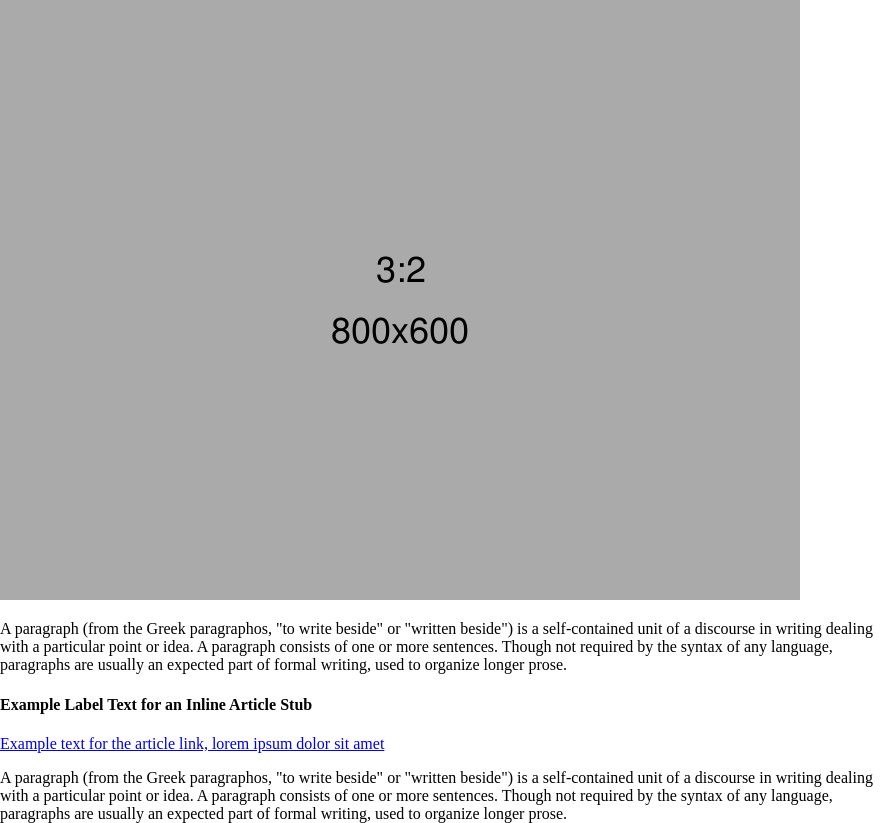 3:2
800x600
A paragraph (from the Greek paragraphos, "to write beside" or "written beside") is a self-contained unit of a discourse in writing dealing
with a particular point or idea. A paragraph consists of one or more sentences. Though not required by the syntax of any language,
paragraphs are usually an expected part of formal writing, used to organize longer prose.
Example Label Text for an Inline Article Stub
Example text for the article link, lorem ipsum dolor sit amet
A paragraph (from the Greek paragraphos, "to write beside" or "written beside") is a self-contained unit of a discourse in writing dealing
with a particular point or idea. A paragraph consists of one or more sentences. Though not required by the syntax of any language,
paragraphs are usually an expected part of formal writing, used to organize longer prose.